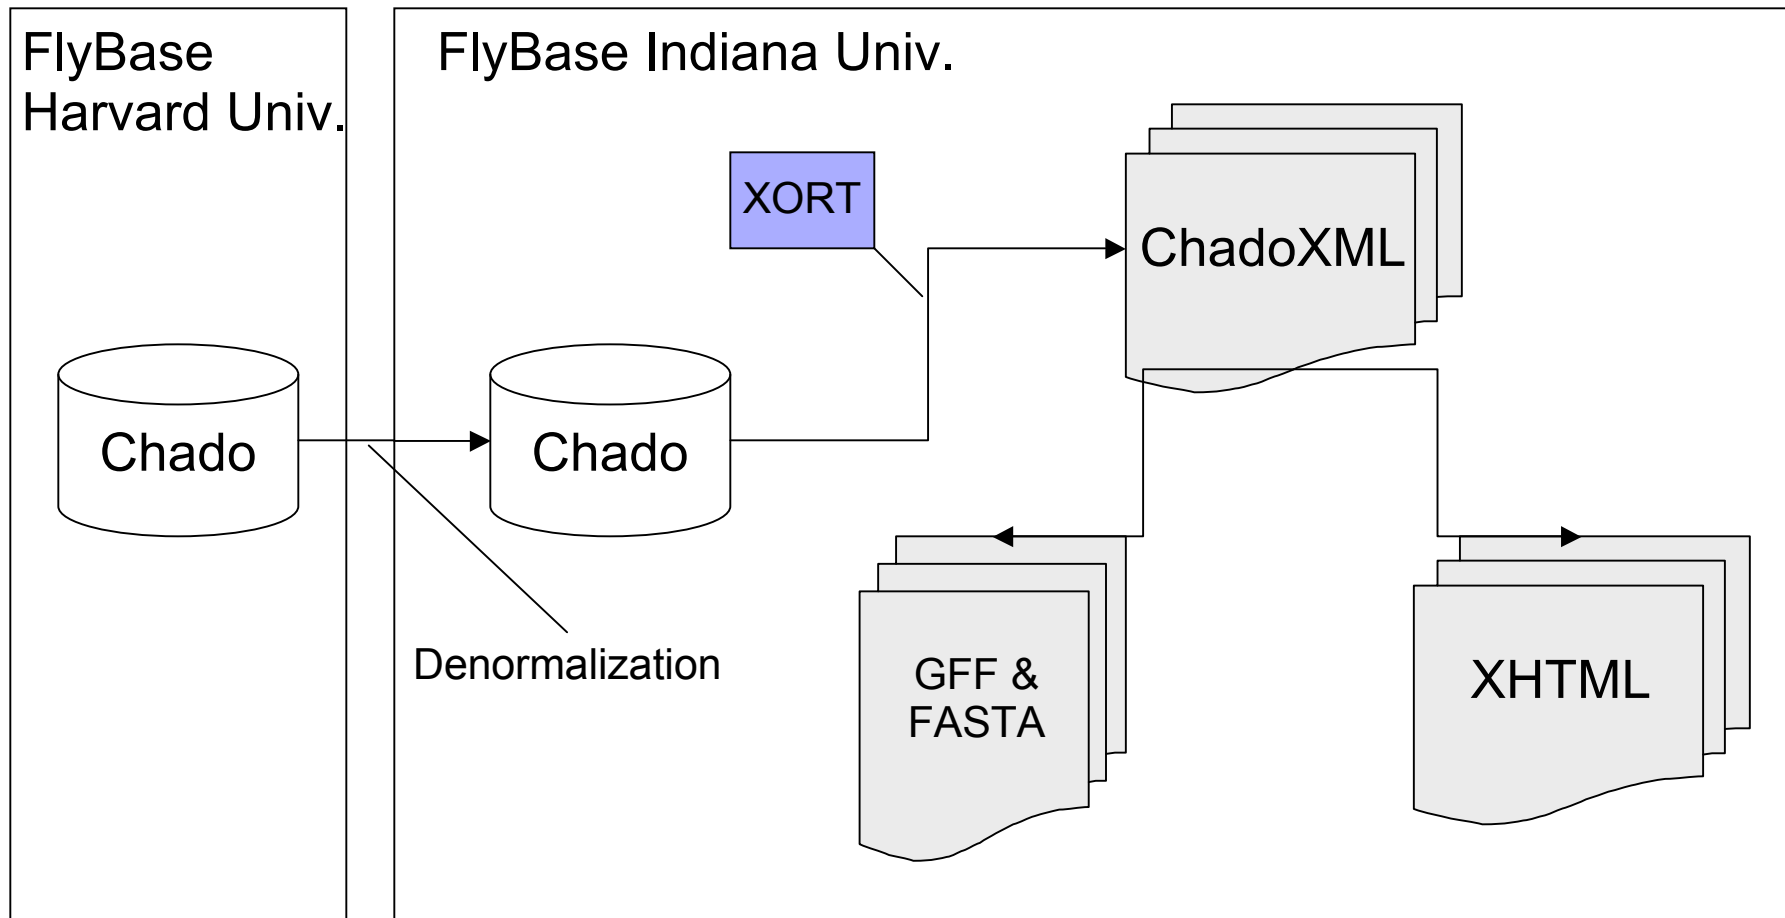 FlyBase
Harvard Univ.
FlyBase Indiana Univ.
XORT
ChadoXML
Chado
Chado
Denormalization
GFF &
FASTA
XHTML